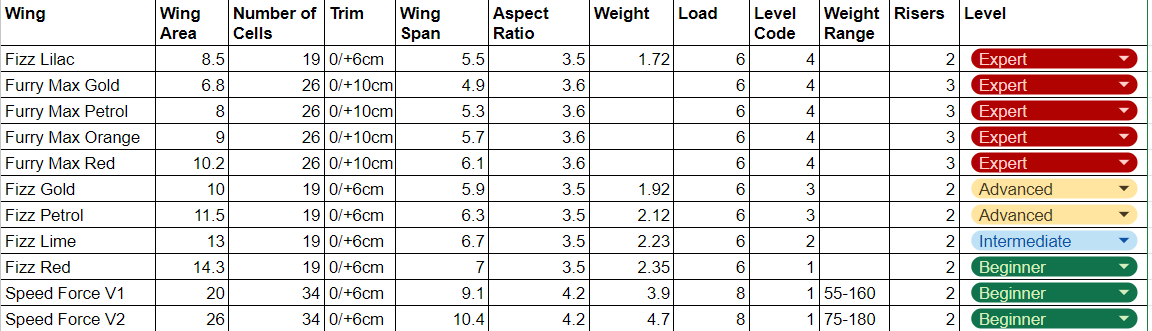 Wing Wing Area Number of Cells Trim Wing Span Aspect Ratio Weight Load Level Code Weight Range Risers Level
Fizz Lilac 8.5 19 0/+6cm 5.5 3.5 1.72 6 4 2 Expert
Furry Max Gold 6.8 26 0/+10cm 4.9 3.6 6 4 3 Expert
Furry Max Petrol 8 26 0/+10cm 5.3 3.6 6 4 3 Expert
Furry Max Orange 9 26 0/+10cm 5.7 3.6 6 4 3 Expert
Furry Max Red 10.2 26 0/+10cm 6.1 3.6 6 4 3 Expert
Fizz Gold 10 19 0/+6cm 5.9 3.5 1.92 6 3 2 Advanced
Fizz Petrol 11.5 19 0/+6cm 6.3 3.5 2.12 6 3 2 Advanced
Fizz Lime 13 19 0/+6cm 6.7 3.5 2.23 6 2 2 Intermediate
Fizz Red 14.3 19 0/+6cm 7 3.5 2.35 6 1 2 Beginner
Speed Force V1 20 34 0/+6cm 9.1 4.2 3.9 8 1 55-160 2 Beginner
Speed Force V2 26 34 0/+6cm 10.4 4.2 4.7 8 1 75-180 2 Beginner